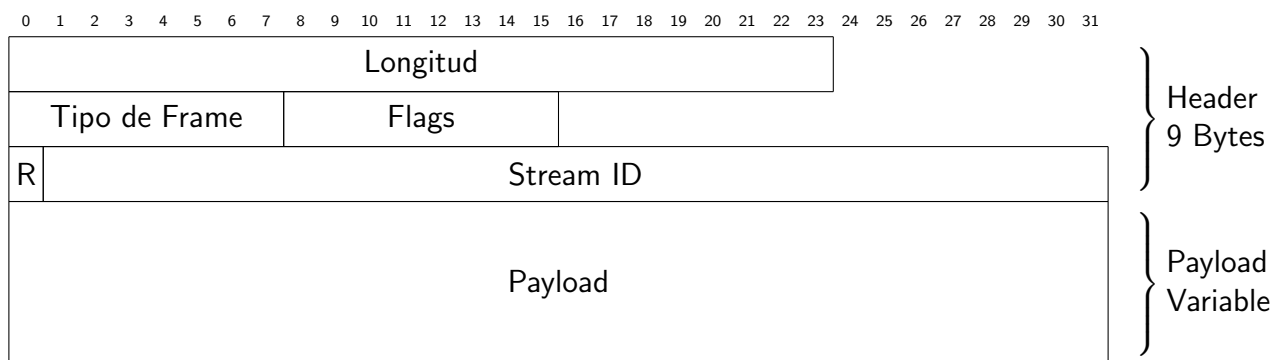 0 1 2 3 4 5 6 7 8 9 10 11 12 13 14 15 16 17 18 19 20 21 22 23 24 25 26 27 28 29 30 31
Longitud
Tipo de Frame Flags
R Stream ID
Header
9 Bytes
Payload
Payload
Variable